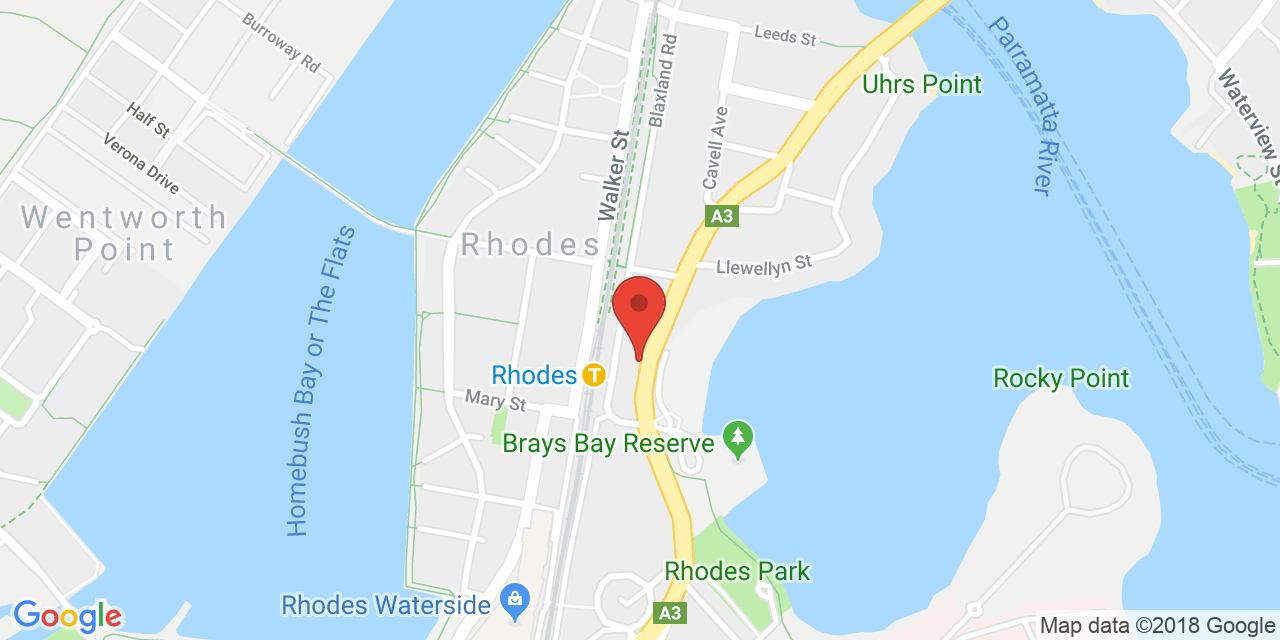 Burroway Rd
Leeds St
Blaxland Rd
Uhrs Point
Parramatta River
Waterview St
Half St
Verona Drive
Walker St
Cavell Ave
Wentworth
Point
A3
Rhodes
Llewellyn St
Homebush Bay or The Flats
Rhodes T
Rocky Point
Mary St
Brays Bay Reserve
Rhodes Park
Rhodes Waterside
A3
Google
Map data ©2018 Google